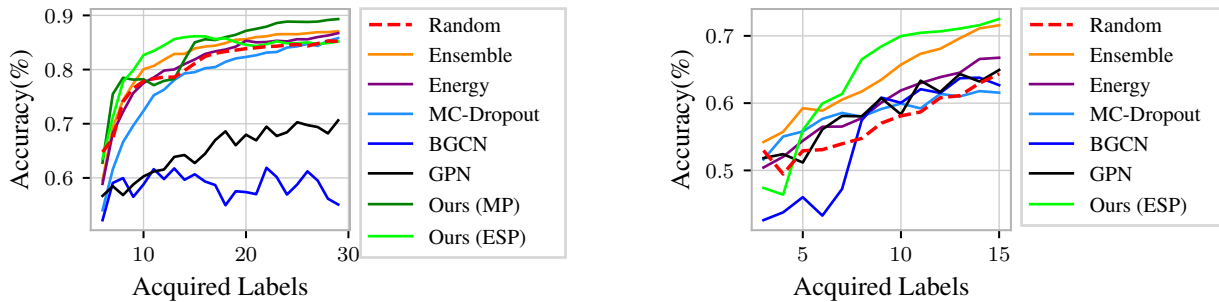 0.9
0.8
0.7
0.6
Accuracy(%)
10
20
30
Acquired Labels
Random
Ensemble
Energy
MC-Dropout
BGCN
GPN
Ours (MP)
Ours (ESP)
0.7
0.6
0.5
Accuracy(%)
5
10
15
Acquired Labels
Random
Ensemble
Energy
MC-Dropout
BGCN
GPN
Ours (ESP)